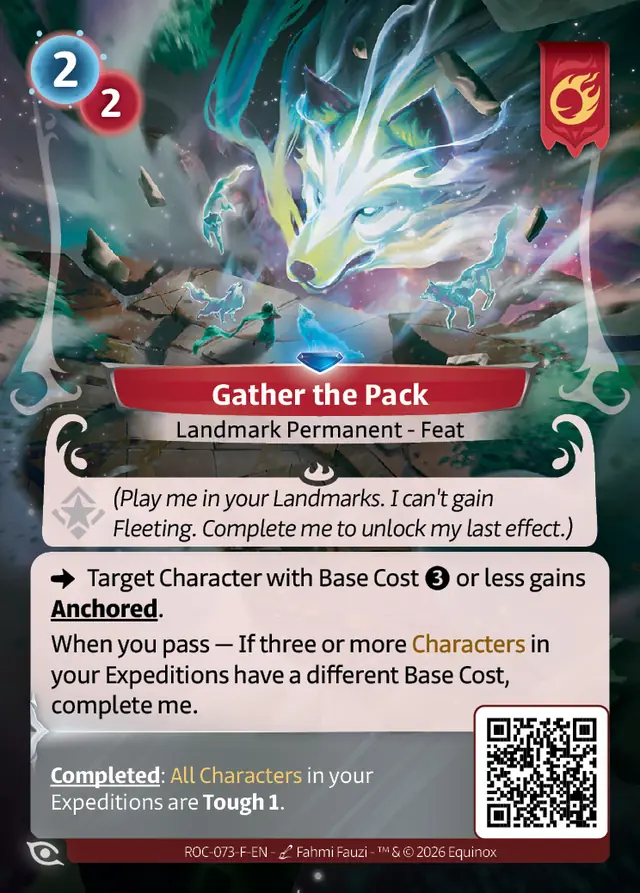 2
2
Gather the Pack
Landmark Permanent - Feat
(Play me in your Landmarks. I can't gain
Fleeting. Complete me to unlock my last effect.)
Target Character with Base Cost 3 or less gains
Anchored.
When you pass — If three or more Characters in
your Expeditions have a different Base Cost,
complete me.
Completed: All Characters in your
Expeditions are Tough 1.
ROC-073-F-EN - Fahmi Fauzi - ™ & © 2026 Equinox